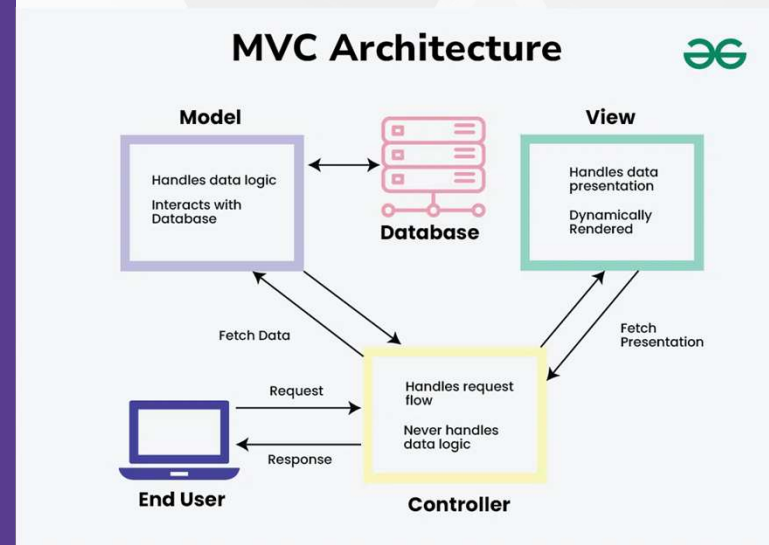 MVC Architecture
Model
View
Handles data logic
Interacts with
Database
Handles data
presentation
Dynamically
Rendered
Database
Fetch Data
Fetch
Presentation
Handles request
flow
Never handles
data logic
Request
Response
End User
Controller